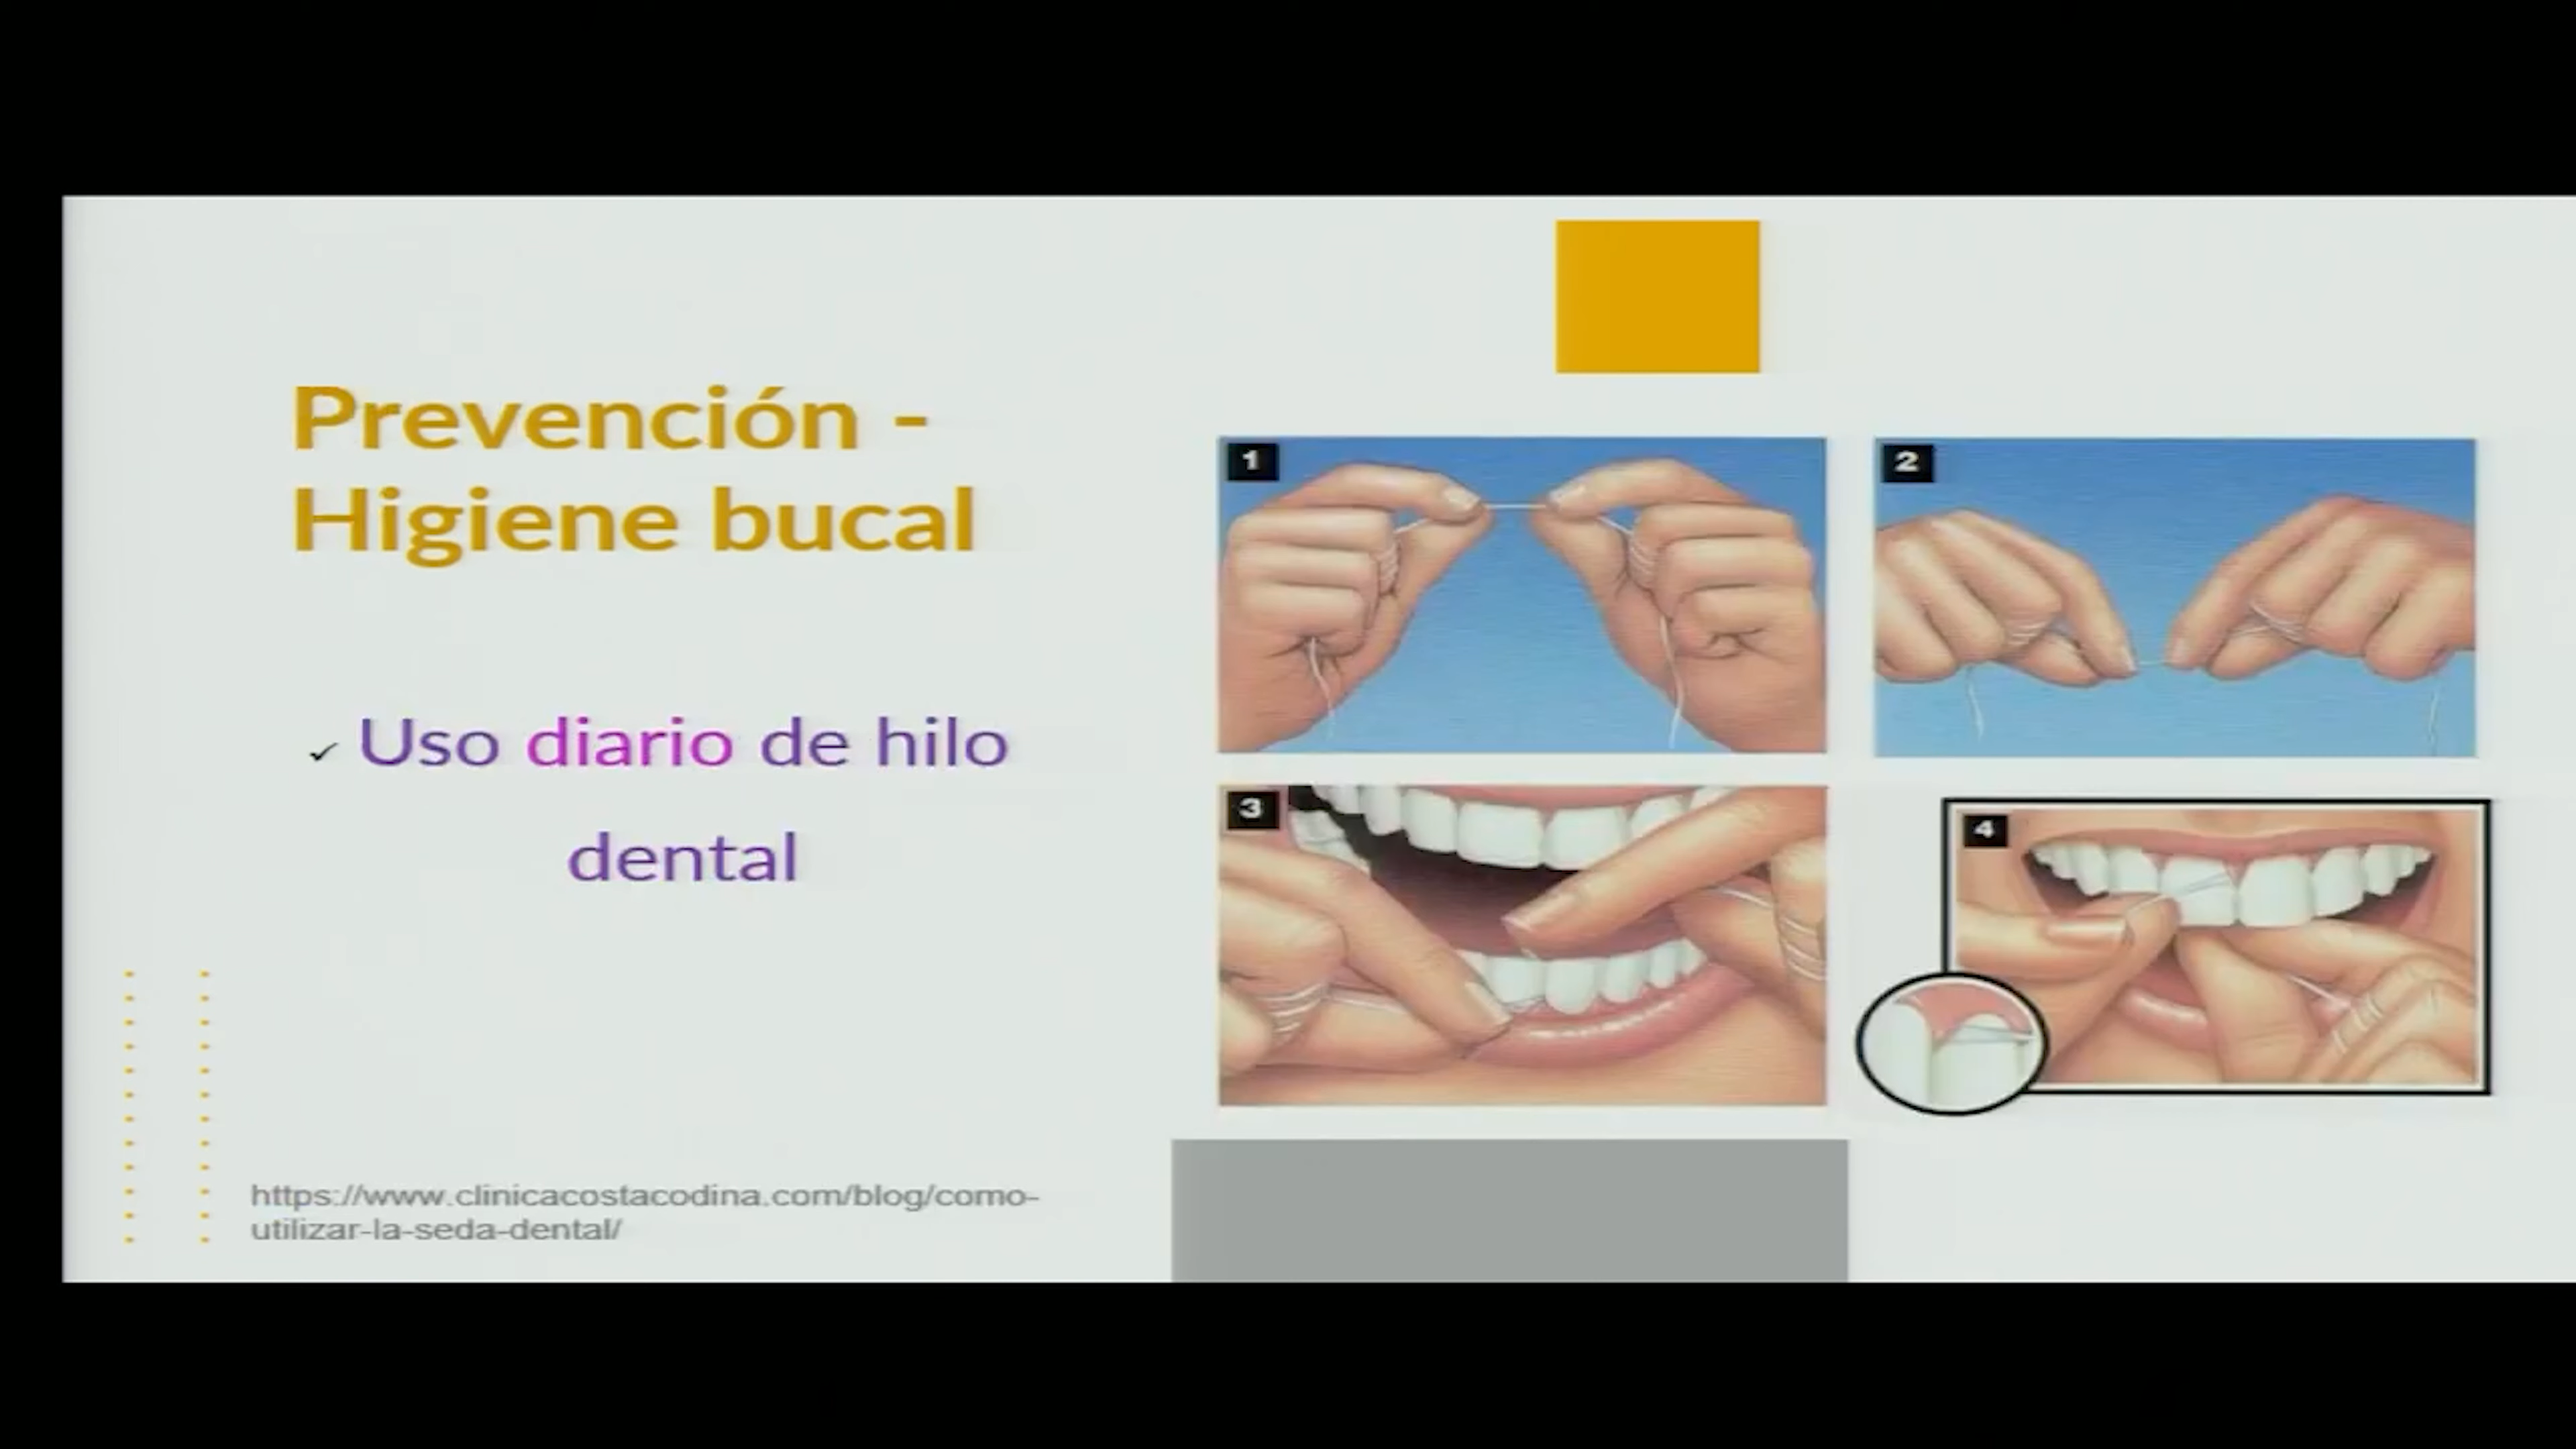 Prevención -
Higiene bucal
✓ Uso diario de hilo
dental
1
2
3
4
https://www.clinicacostacodina.com/blog/como-
utilizar-la-seda-dental/